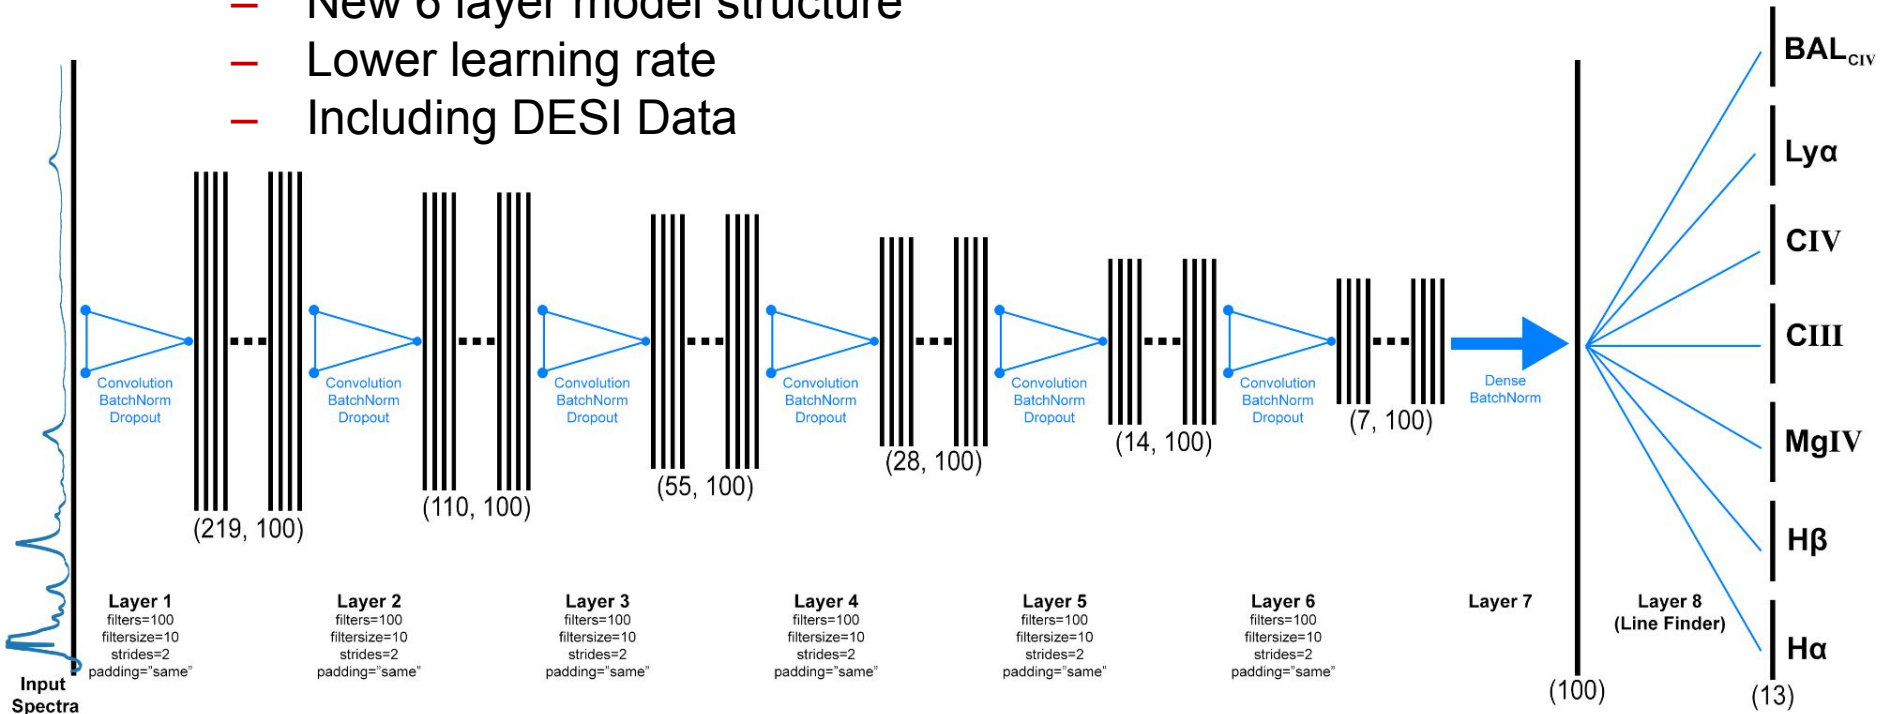 – New 6 layer model structure
– Lower learning rate
– Including DESI Data
Input
Spectra
Convolution
BatchNorm
Dropout
(219, 100)
Convolution
BatchNorm
Dropout
(110, 100)
Convolution
BatchNorm
Dropout
(55, 100)
Convolution
BatchNorm
Dropout
(28, 100)
Convolution
BatchNorm
Dropout
(14, 100)
Convolution
BatchNorm
Dropout
(7, 100)
Dense
BatchNorm
Layer 1
filters=100
filtersize=10
strides=2
padding="same"
Layer 2
filters=100
filtersize=10
strides=2
padding="same"
Layer 3
filters=100
filtersize=10
strides=2
padding="same"
Layer 4
filters=100
filtersize=10
strides=2
padding="same"
Layer 5
filters=100
filtersize=10
strides=2
padding="same"
Layer 6
filters=100
filtersize=10
strides=2
padding="same"
Layer 7
(100)
Layer 8
(Line Finder)
BALCIV
Lyα
CIV
CIII
MgIV
Hβ
Hα
(13)